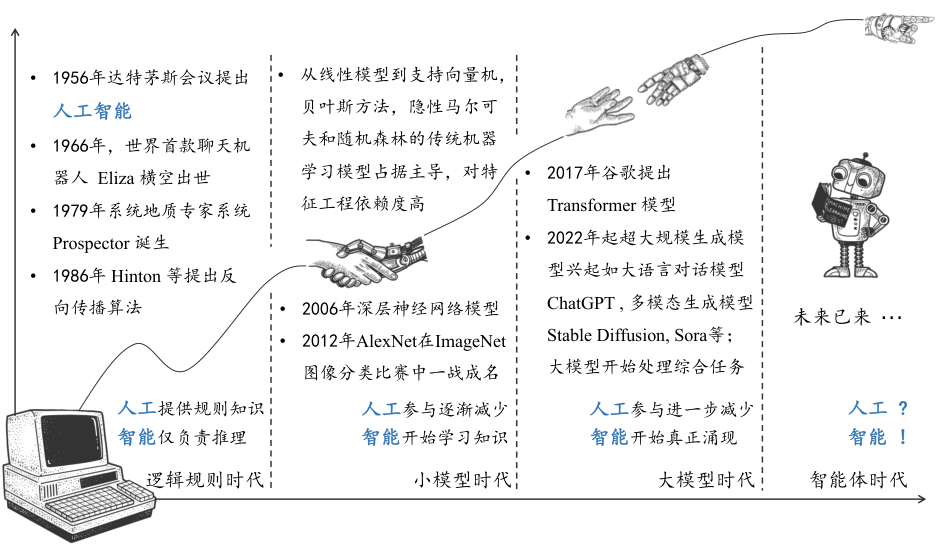 • 1956年达特茅斯会议提出
人工智能
• 1966年，世界首款聊天机
器人 Eliza 横空出世
• 1979年系统地质专家系统
Prospector 诞生
• 1986年 Hinton 等提出反
向传播算法
人工提供规则知识
智能仅负责推理
逻辑规则时代
• 从线性模型到支持向量机，
贝叶斯方法，隐性马尔可
夫和随机森林的传统机器
学习模型占据主导，对特
征工程依赖度高
• 2006年深层神经网络模型
• 2012年AlexNet在ImageNet
图像分类比赛中一战成名
人工参与逐渐减少
智能开始学习知识
小模型时代
• 2017年谷歌提出
Transformer 模型
• 2022年起超大规模生成模
型兴起如大语言对话模型
ChatGPT , 多模态生成模型
Stable Diffusion, Sora等；
大模型开始处理综合任务
人工参与进一步减少
智能开始真正涌现
大模型时代
MACHINE
LEARNING
未来已来 ···
人工 ?
智能 !
智能体时代